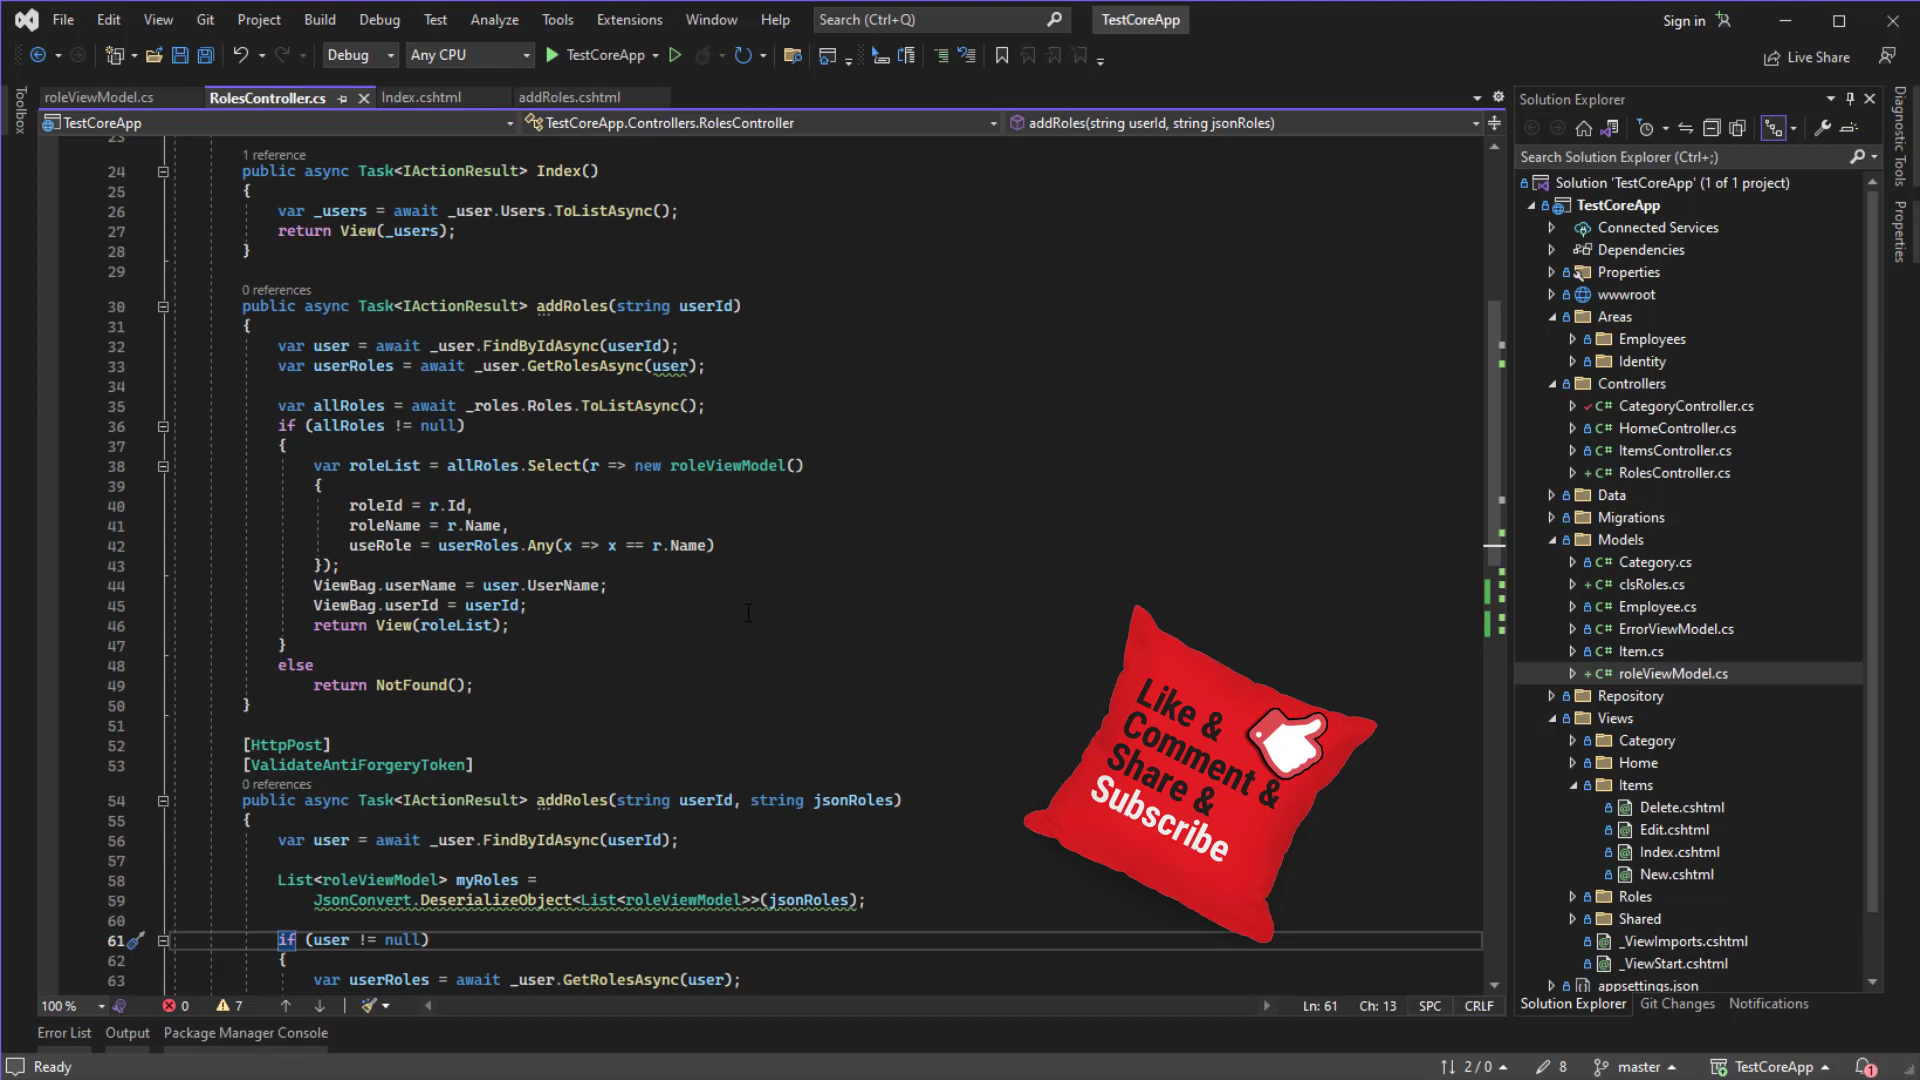 File Edit View Git Project Build Debug Test Analyze Tools Extensions Window Help Search (Ctrl+Q) TestCoreApp Sign in
Debug Any CPU TestCoreApp Live Share
Toolbox
roleViewModel.cs RolesController.cs Index.cshtml addRoles.cshtml
TestCoreApp TestCoreApp.Controllers.RolesController addRoles(string userId, string jsonRoles)
23
1 reference
24 public async Task<IActionResult> Index()
25 {
26 var _users = await _user.Users.ToListAsync();
27 return View(_users);
28 }
29
0 references
30 public async Task<IActionResult> addRoles(string userId)
31 {
32 var user = await _user.FindByIdAsync(userId);
33 var userRoles = await _user.GetRolesAsync(user);
34
35 var allRoles = await _roles.Roles.ToListAsync();
36 if (allRoles != null)
37 {
38 var roleList = allRoles.Select(r => new roleViewModel()
39 {
40 roleId = r.Id,
41 roleName = r.Name,
42 useRole = userRoles.Any(x => x == r.Name)
43 });
44 ViewBag.userName = user.UserName;
45 ViewBag.userId = userId;
46 return View(roleList);
47 }
48 else
49 return NotFound();
50 }
51
52 [HttpPost]
53 [ValidateAntiForgeryToken]
0 references
54 public async Task<IActionResult> addRoles(string userId, string jsonRoles)
55 {
56 var user = await _user.FindByIdAsync(userId);
57
58 List<roleViewModel> myRoles =
59 JsonConvert.DeserializeObject<List<roleViewModel>>(jsonRoles);
60
61 if (user != null)
62 {
63 var userRoles = await _user.GetRolesAsync(user);
Like &
Comment &
Share &
Subscribe
100 % 0 7 Ln: 61 Ch: 13 SPC CRLF
Error List Output Package Manager Console
Solution Explorer
Search Solution Explorer (Ctrl+;)
Solution 'TestCoreApp' (1 of 1 project)
TestCoreApp
Connected Services
Dependencies
Properties
wwwroot
Areas
Employees
Identity
Controllers
C# CategoryController.cs
C# HomeController.cs
C# ItemsController.cs
C# RolesController.cs
Data
Migrations
Models
C# Category.cs
C# clsRoles.cs
C# Employee.cs
C# ErrorViewModel.cs
C# Item.cs
C# roleViewModel.cs
Repository
Views
Category
Home
Items
Delete.cshtml
Edit.cshtml
Index.cshtml
New.cshtml
Roles
Shared
_ViewImports.cshtml
_ViewStart.cshtml
appsettings.json
Solution Explorer Git Changes Notifications
Diagnostic Tools
Properties
Ready 2 / 0 8 master TestCoreApp 1